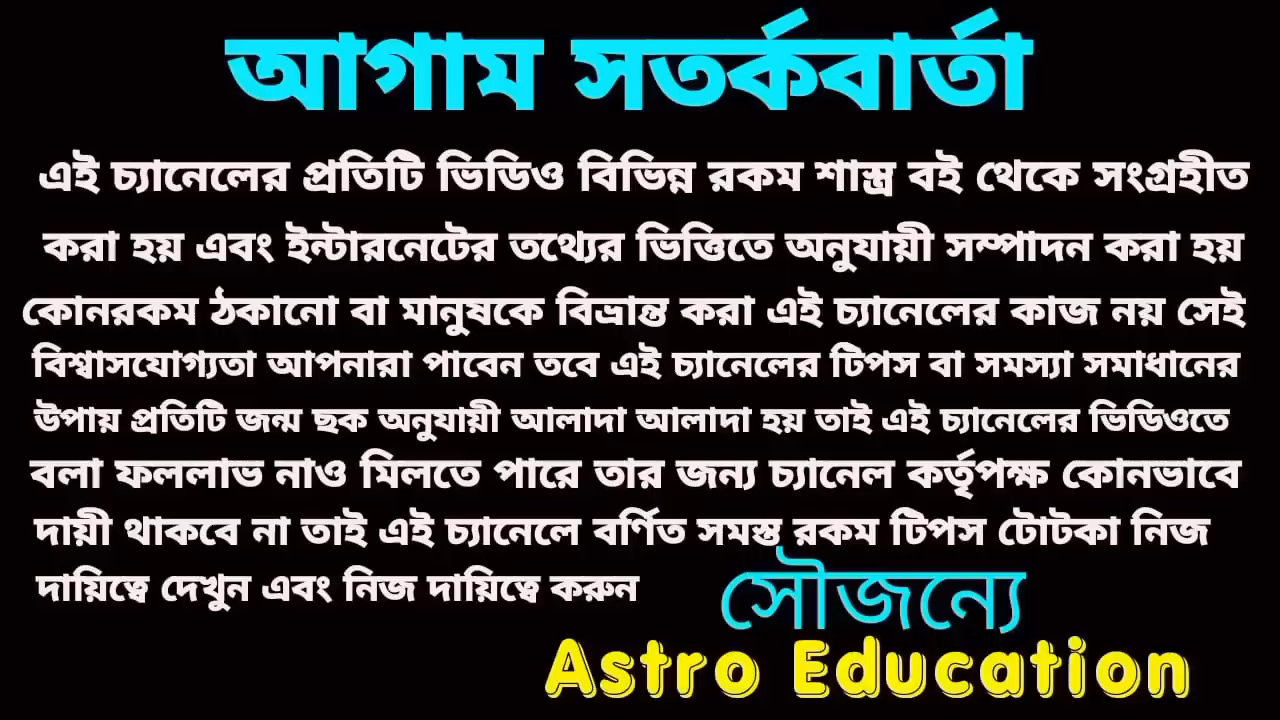 আগাম সতর্কবার্তা
এই চ্যানেলের প্রতিটি ভিডিও বিভিন্ন রকম শাস্ত্র বই থেকে সংগ্রহীত
করা হয় এবং ইন্টারনেটের তথ্যের ভিত্তিতে অনুযায়ী সম্পাদন করা হয়
কোনরকম ঠকানো বা মানুষকে বিভ্রান্ত করা এই চ্যানেলের কাজ নয় সেই
বিশ্বাসযোগ্যতা আপনারা পাবেন তবে এই চ্যানেলের টিপস বা সমস্যা সমাধানের
উপায় প্রতিটি জন্ম ছক অনুযায়ী আলাদা আলাদা হয় তাই এই চ্যানেলের ভিডিওতে
বলা ফললাভ নাও মিলতে পারে তার জন্য চ্যানেল কর্তৃপক্ষ কোনভাবে
দায়ী থাকবে না তাই এই চ্যানেলে বর্ণিত সমস্ত রকম টিপস টোটকা নিজ
দায়িত্বে দেখুন এবং নিজ দায়িত্বে করুন
সৌজন্যে
Astro Education